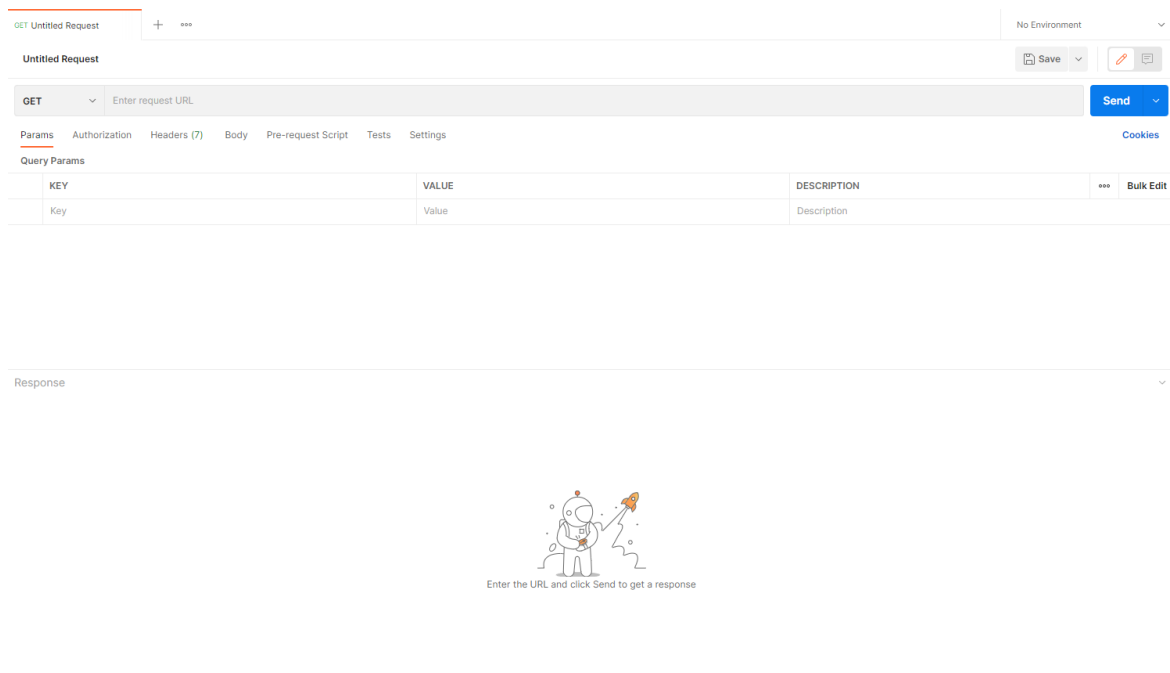 GET Untitled Request No Environment
Untitled Request Save
GET Enter request URL Send
Params Authorization Headers (7) Body Pre-request Script Tests Settings Cookies
Query Params
KEY VALUE DESCRIPTION Bulk Edit
Key Value Description
Response
Enter the URL and click Send to get a response